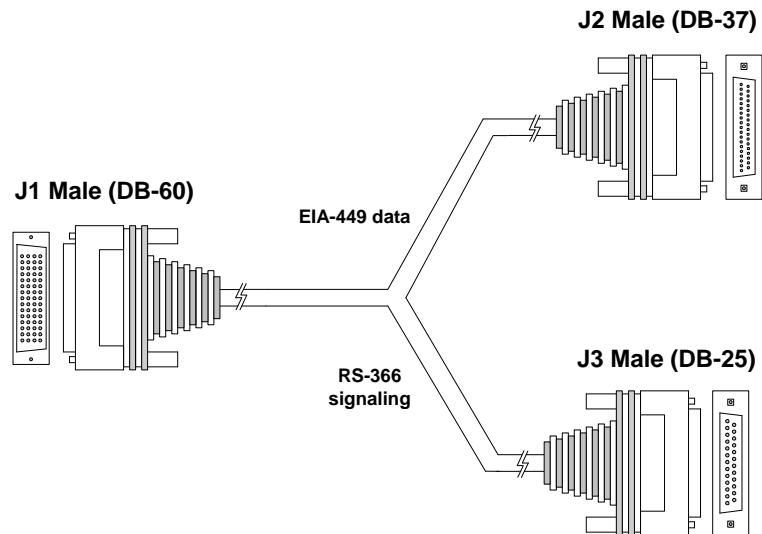 J2 Male (DB-37)
J1 Male (DB-60)
EIA-449 data
RS-366
signaling
J3 Male (DB-25)